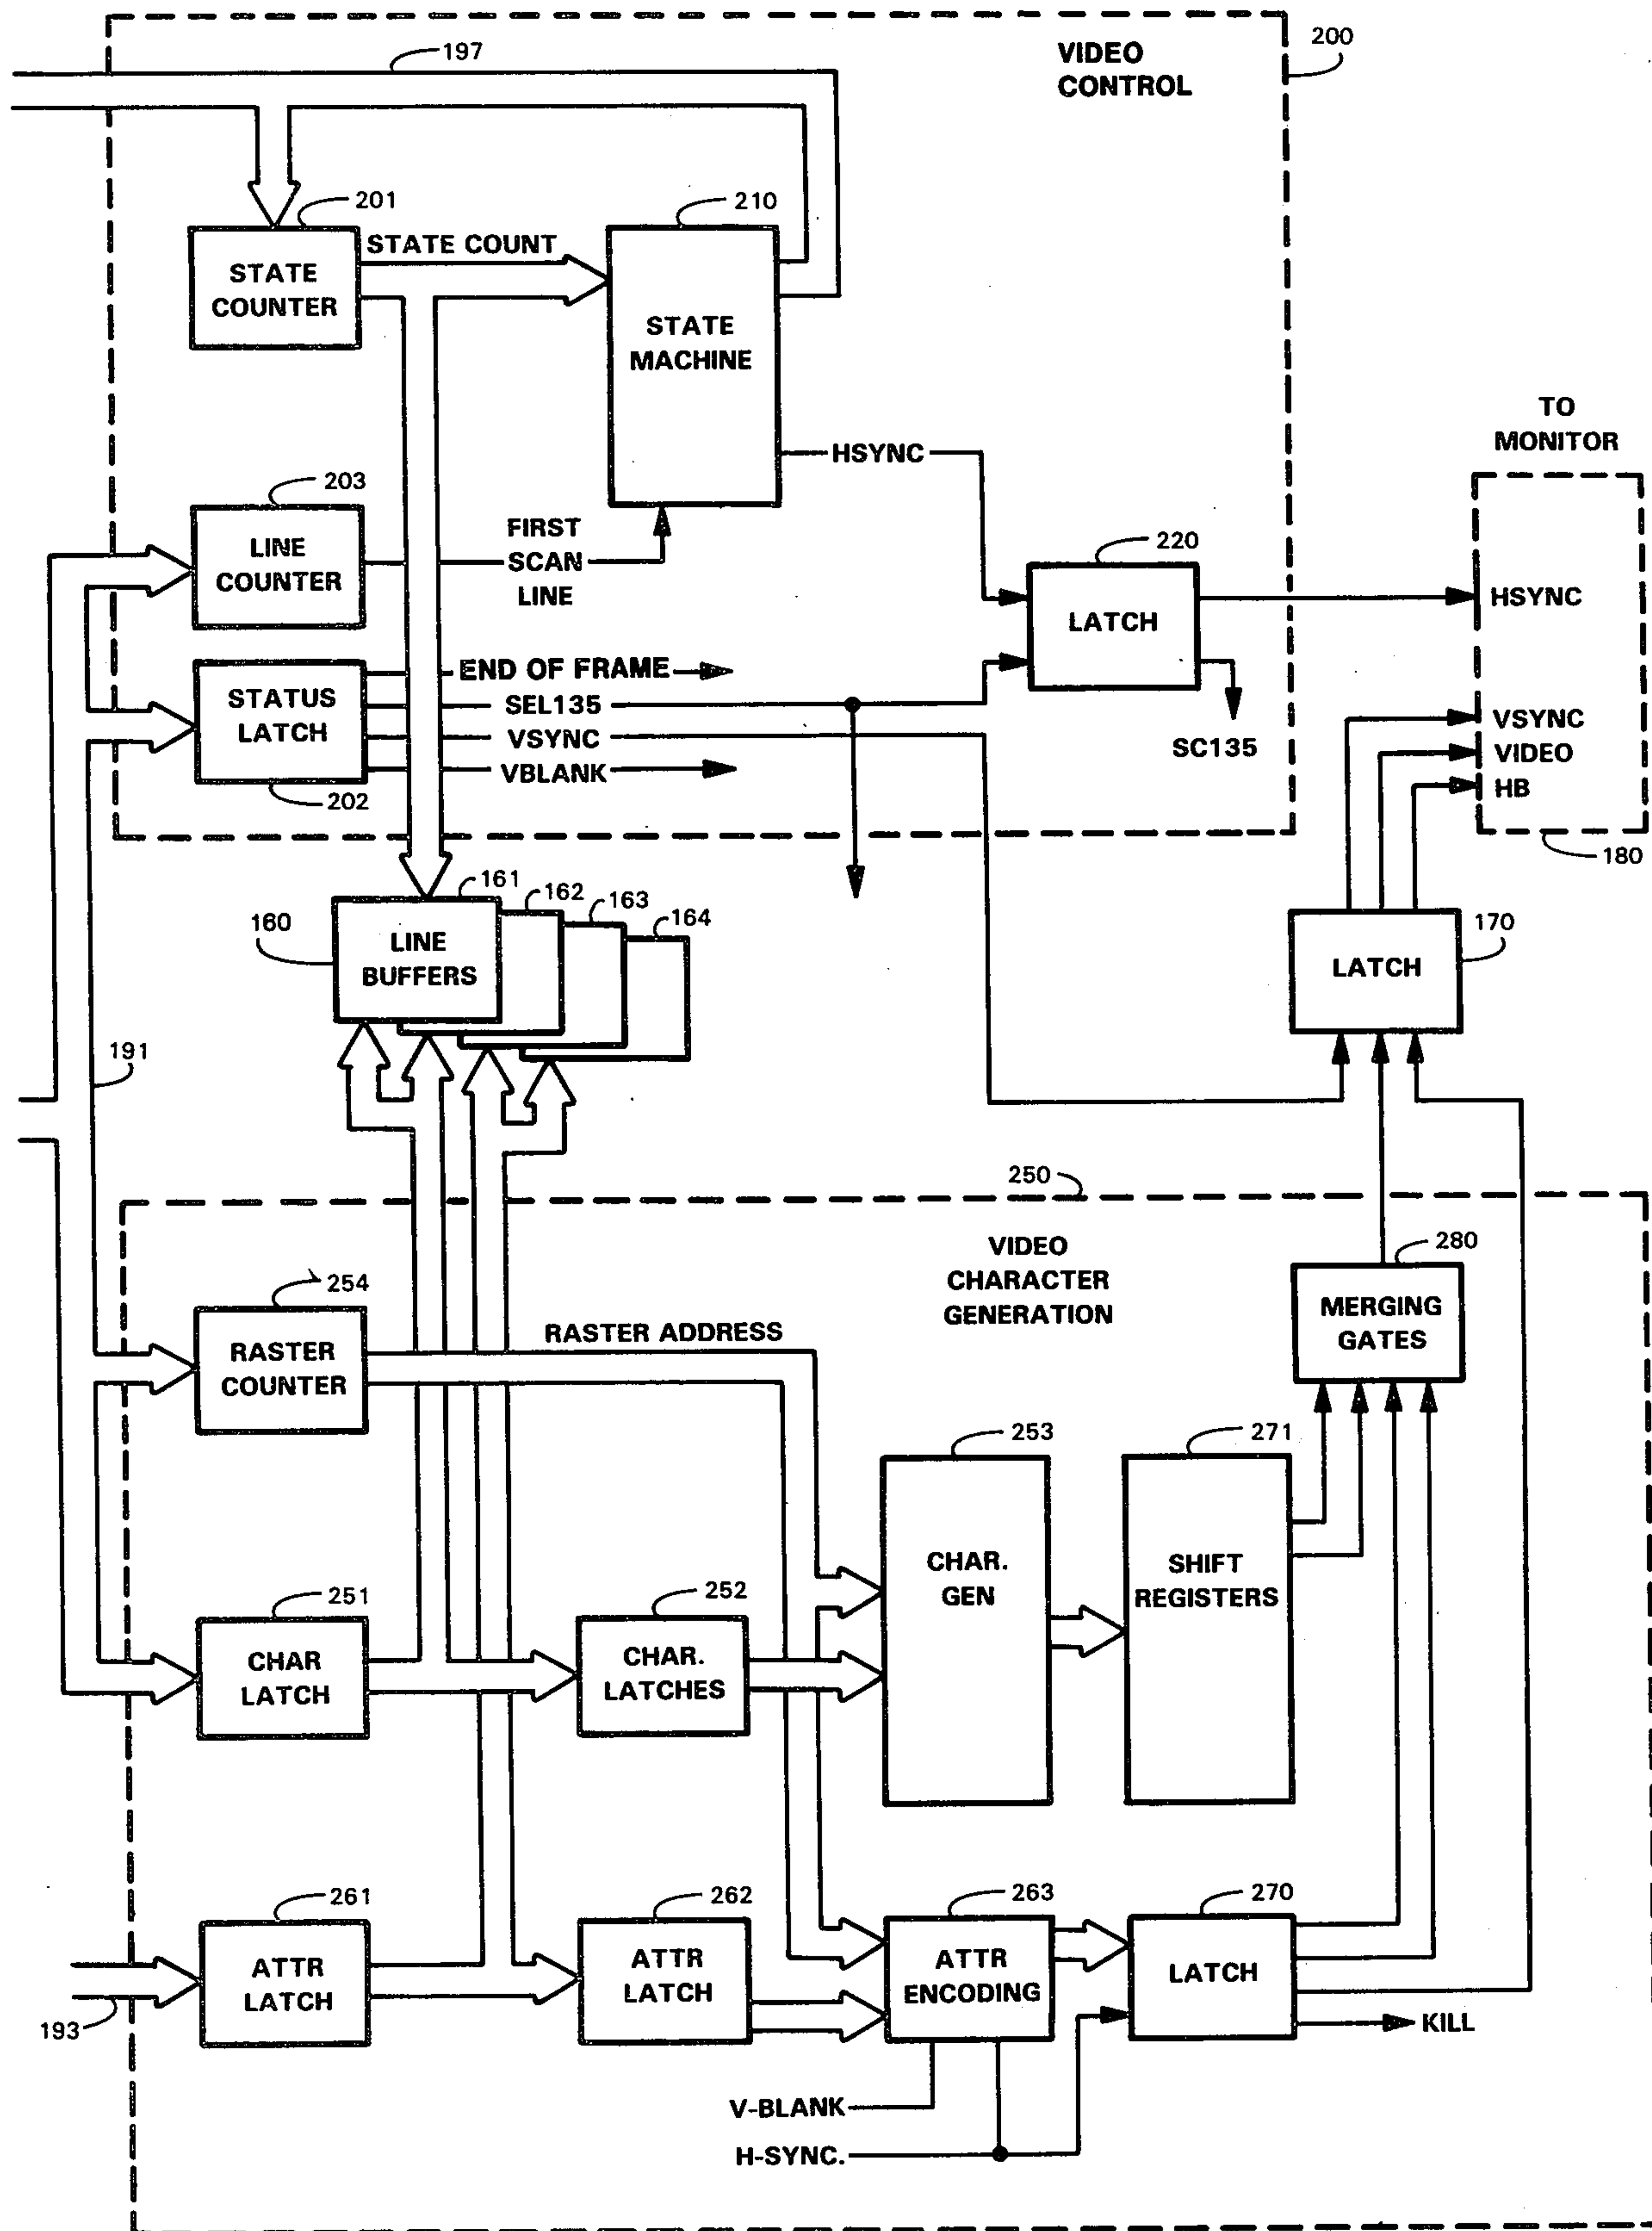 197
VIDEO
CONTROL
200
201
210
STATE COUNT
STATE
COUNTER
STATE
MACHINE
TO
MONITOR
HSYNC
203
LINE
COUNTER
FIRST
SCAN
LINE
220
LATCH
HSYNC
STATUS
LATCH
202
END OF FRAME
SEL135
VSYNC
VBLANK
SC135
VSYNC
VIDEO
HB
180
161
162
163
164
160
LINE
BUFFERS
170
LATCH
191
250
VIDEO
CHARACTER
GENERATION
280
MERGING
GATES
254
RASTER
COUNTER
RASTER ADDRESS
253
CHAR.
GEN
271
SHIFT
REGISTERS
251
CHAR
LATCH
252
CHAR.
LATCHES
261
ATTR
LATCH
262
ATTR
LATCH
263
ATTR
ENCODING
270
LATCH
193
KILL
V-BLANK
H-SYNC.